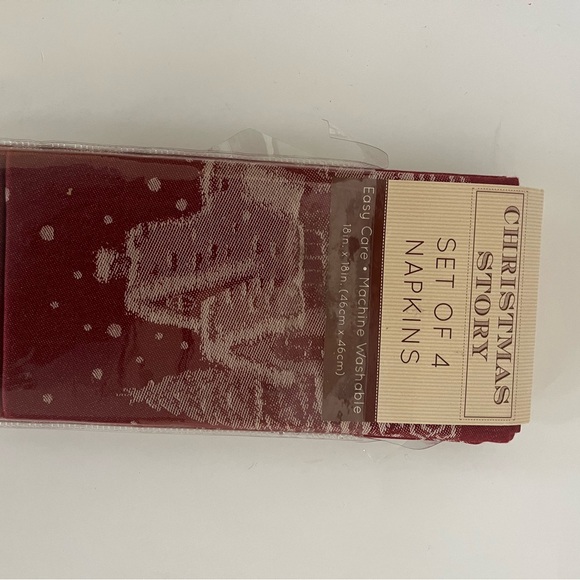 CHRISTMAS
STORY
SET OF 4
NAPKINS
Easy Care • Machine Washable
18in. x 18in. (46cm x 46cm)